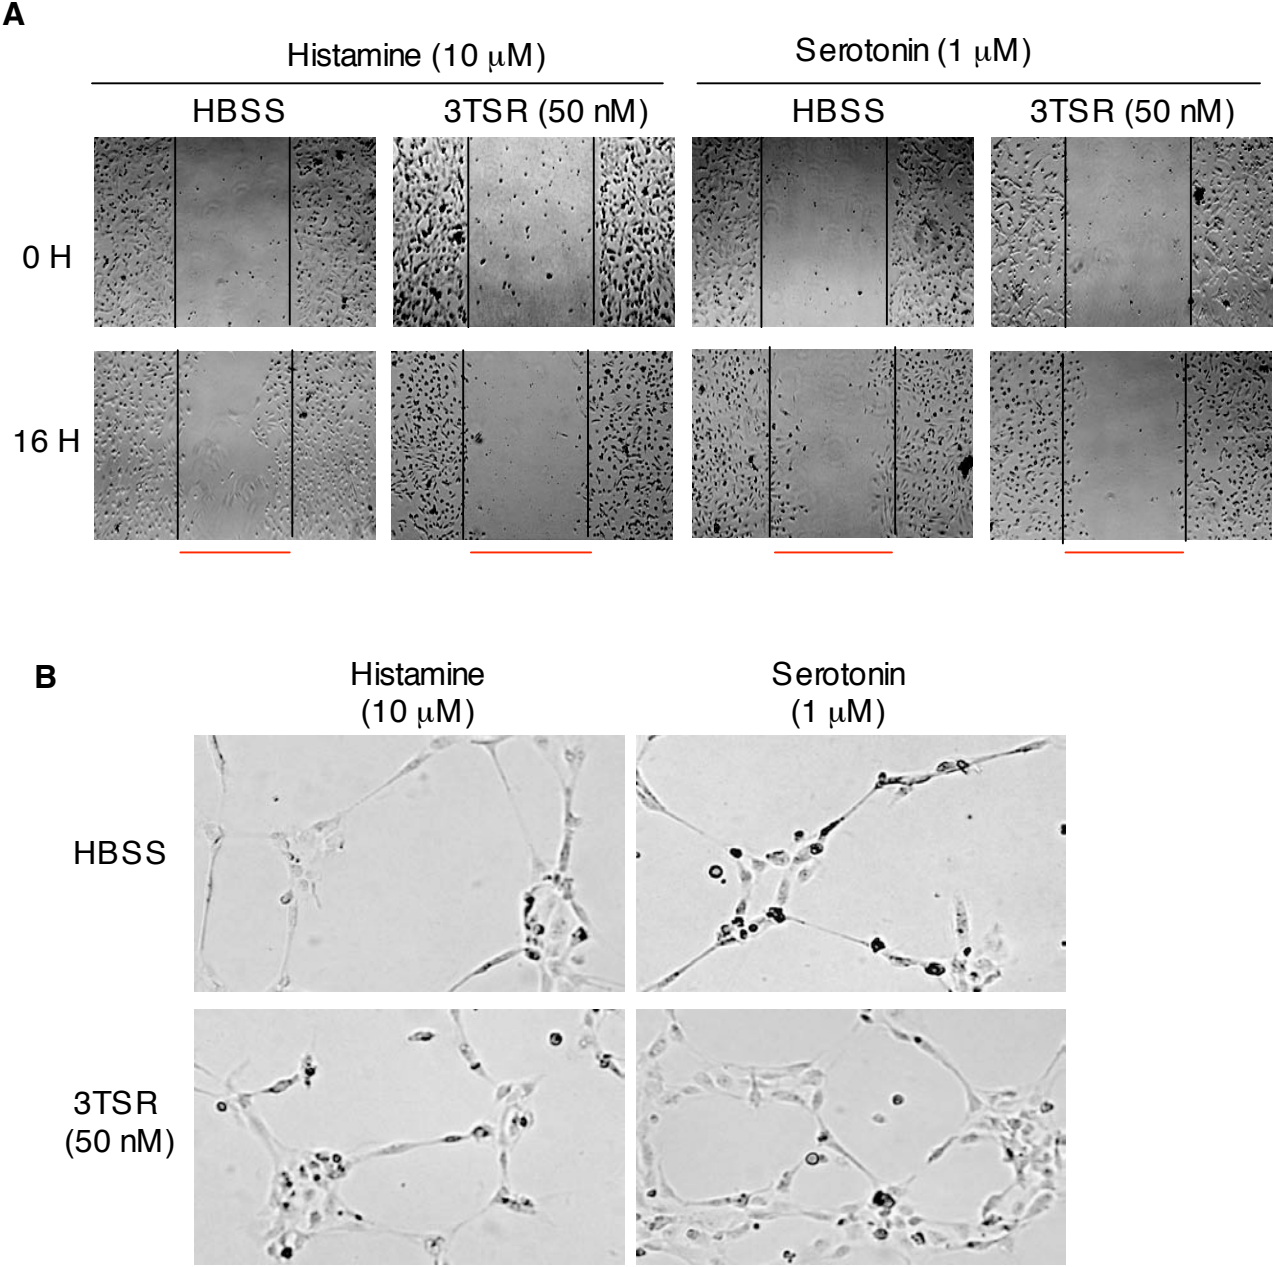 A
Histamine (10 μM)
Serotonin (1 μM)
HBSS
3TSR (50 nM)
HBSS
3TSR (50 nM)
0 H
16 H
B
Histamine
(10 μM)
Serotonin
(1 μM)
HBSS
3TSR
(50 nM)